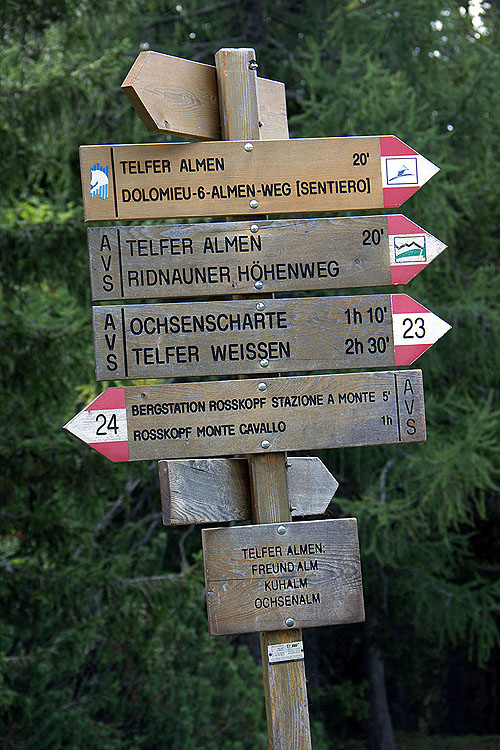 TELFER ALMEN 20'
DOLOMIEU-6-ALMEN-WEG [SENTIERO]
AVS
TELFER ALMEN 20'
RIDNAUNER HÖHENWEG
AVS
OCHSENSCHARTE 1h 10'
TELFER WEISSEN 2h 30'
23
24
BERGSTATION ROSSKOPF STAZIONE A MONTE 5'
ROSSKOPF MONTE CAVALLO 1h
AVS
TELFER ALMEN:
FREUNDALM
KUHALM
OCHSENALM